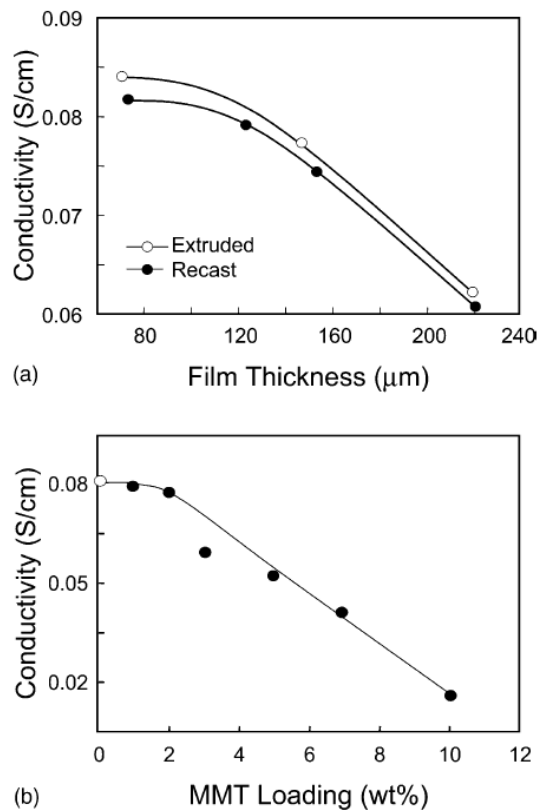 0.09
0.08
0.07
0.06
Conductivity (S/cm)
Extruded
Recast
80 120 160 200 240
(a) Film Thickness (μm)
0.08
0.05
0.02
Conductivity (S/cm)
0 2 4 6 8 10 12
(b) MMT Loading (wt%)